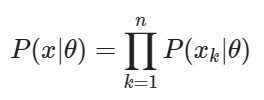 P(x|θ) = ∏_{k=1}^{n} P(x_k|θ)